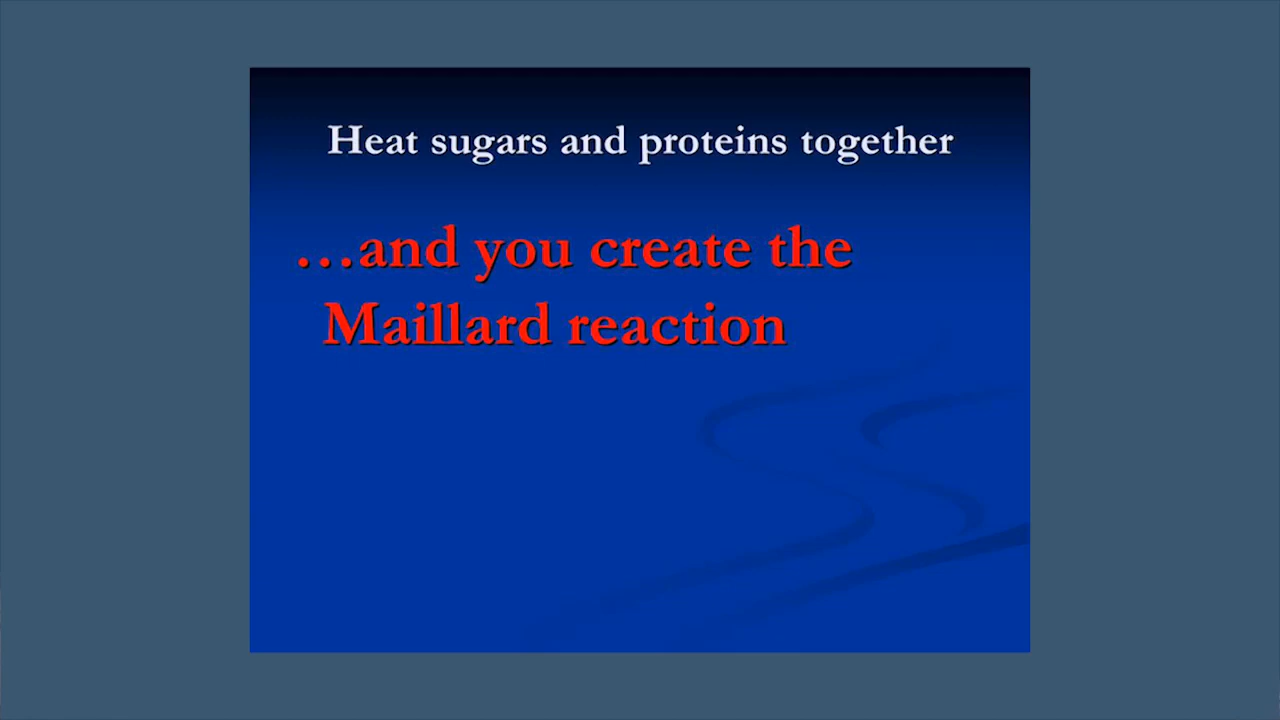 Heat sugars and proteins together
…and you create the
Maillard reaction